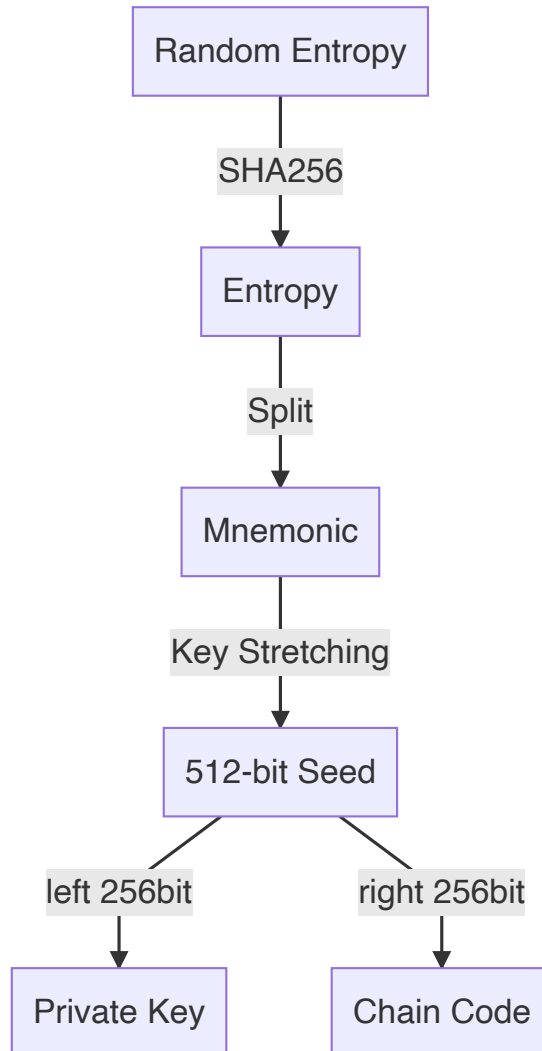 Random Entropy
SHA256
Entropy
Split
Mnemonic
Key Stretching
512-bit Seed
left 256bit
right 256bit
Private Key
Chain Code